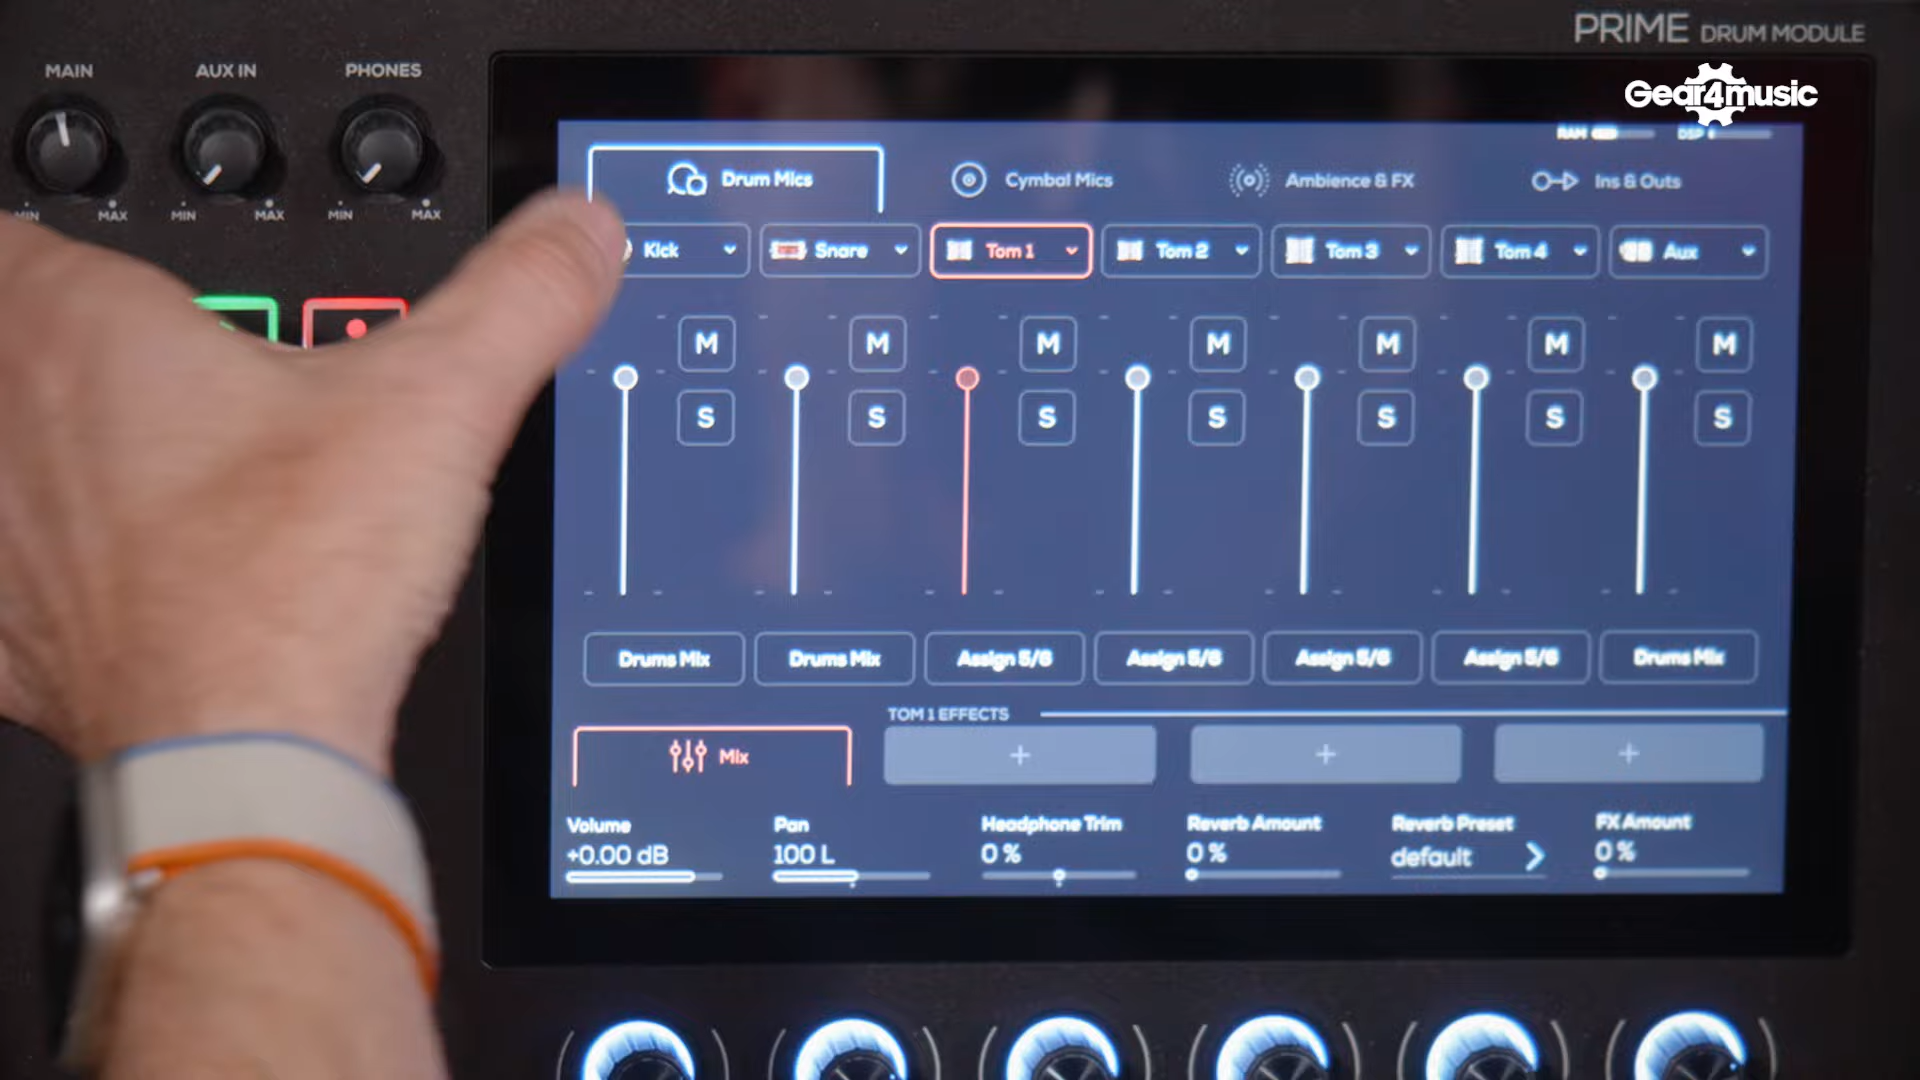 PRIME DRUM MODULE
Gear4music
MAIN AUX IN PHONES
MIN MAX MIN MAX MIN MAX
RAM DSP
Drum Mics Cymbal Mics Ambience & FX Ins & Outs
Kick Snare Tom 1 Tom 2 Tom 3 Tom 4 Aux
M M M M M M M
S S S S S S S
Drums Mix Drums Mix Assign 5/6 Assign 5/6 Assign 5/6 Assign 5/6 Drums Mix
TOM 1 EFFECTS
Mix + + +
Volume Pan Headphone Trim Reverb Amount Reverb Preset FX Amount
+0.00 dB 100 L 0 % 0 % default 0 %